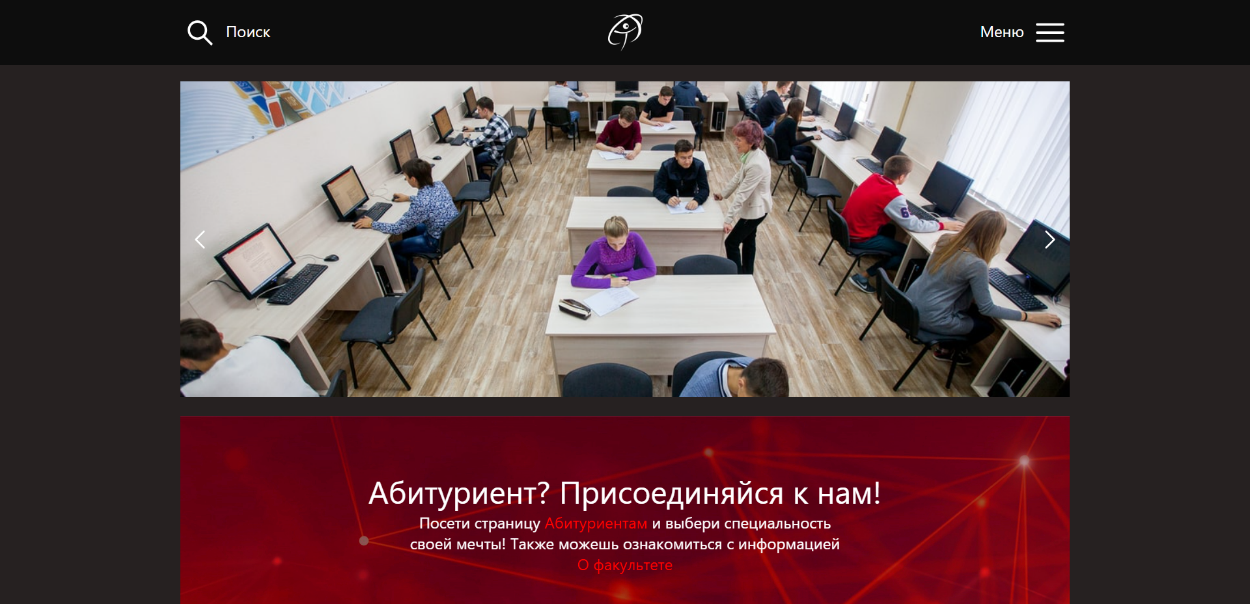 Поиск
Меню
Абитуриент? Присоединяйся к нам!
Посети страницу Абитуриентам и выбери специальность
своей мечты! Также можешь ознакомиться с информацией
О факультете